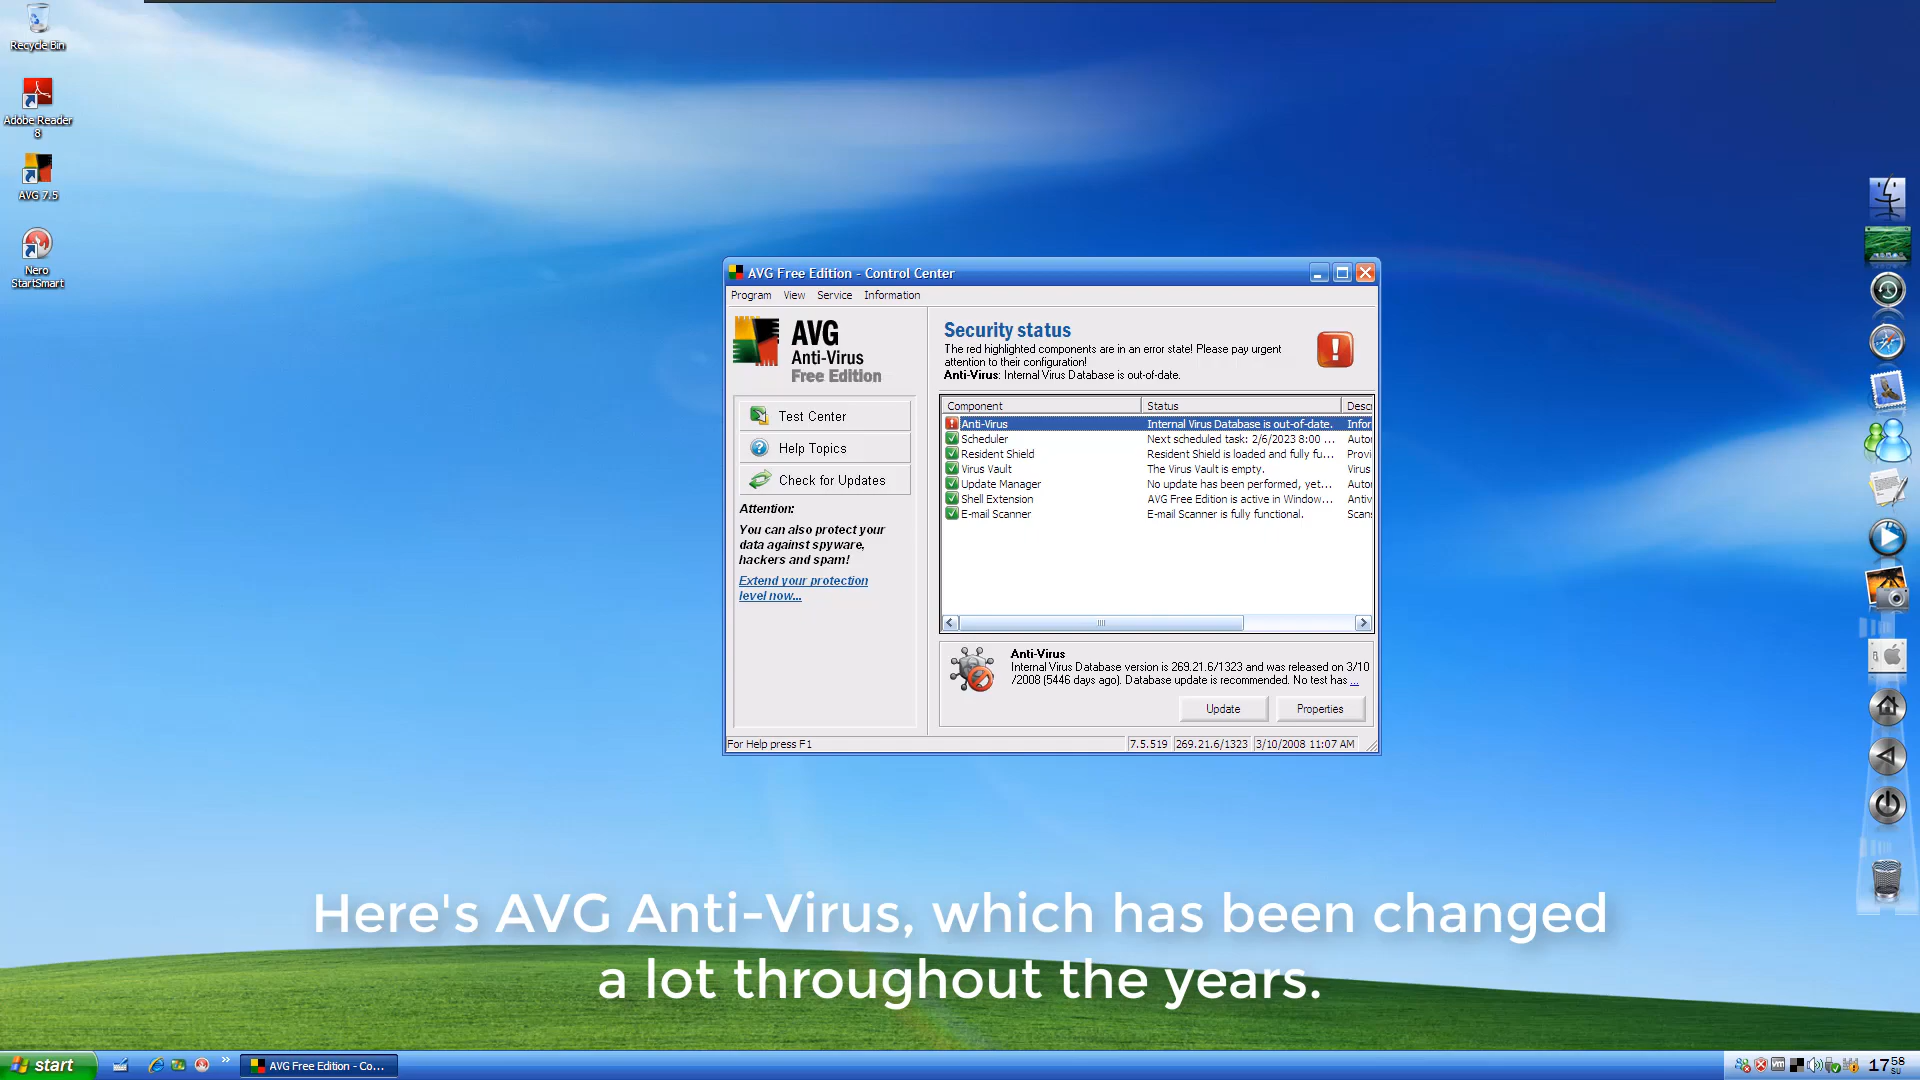 Recycle Bin
Adobe Reader
8
AVG 7.5
Nero
StartSmart
AVG Free Edition - Control Center
Program View Service Information
AVG
Anti-Virus
Free Edition
Test Center
Help Topics
Check for Updates
Attention:
You can also protect your
data against spyware,
hackers and spam!
Extend your protection
level now...
Security status
The red highlighted components are in an error state! Please pay urgent
attention to their configuration!
Anti-Virus: Internal Virus Database is out-of-date.
Component Status Descr
Anti-Virus Internal Virus Database is out-of-date. Infor
Scheduler Next scheduled task: 2/6/2023 8:00 ... Autor
Resident Shield Resident Shield is loaded and fully fu... Provi
Virus Vault The Virus Vault is empty. Virus
Update Manager No update has been performed, yet... Autor
Shell Extension AVG Free Edition is active in Window... Antiv
E-mail Scanner E-mail Scanner is fully functional. Scans
Anti-Virus
Internal Virus Database version is 269.21.6/1323 and was released on 3/10
/2008 (5446 days ago). Database update is recommended. No test has ...
Update Properties
For Help press F1 7.5.519 269.21.6/1323 3/10/2008 11:07 AM
Here's AVG Anti-Virus, which has been changed
a lot throughout the years.
start AVG Free Edition - Co... 17 58
SU